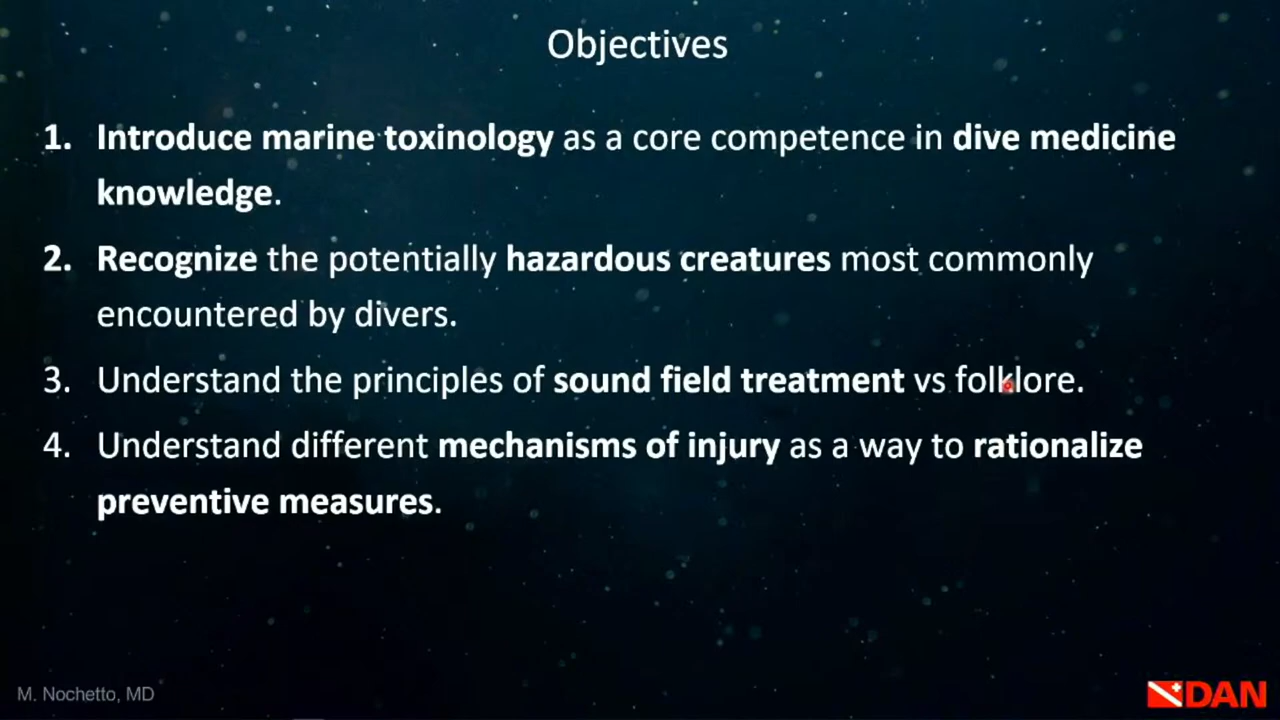 Objectives
1. Introduce marine toxinology as a core competence in dive medicine
knowledge.
2. Recognize the potentially hazardous creatures most commonly
encountered by divers.
3. Understand the principles of sound field treatment vs folklore.
4. Understand different mechanisms of injury as a way to rationalize
preventive measures.
M. Nochetto, MD
DAN